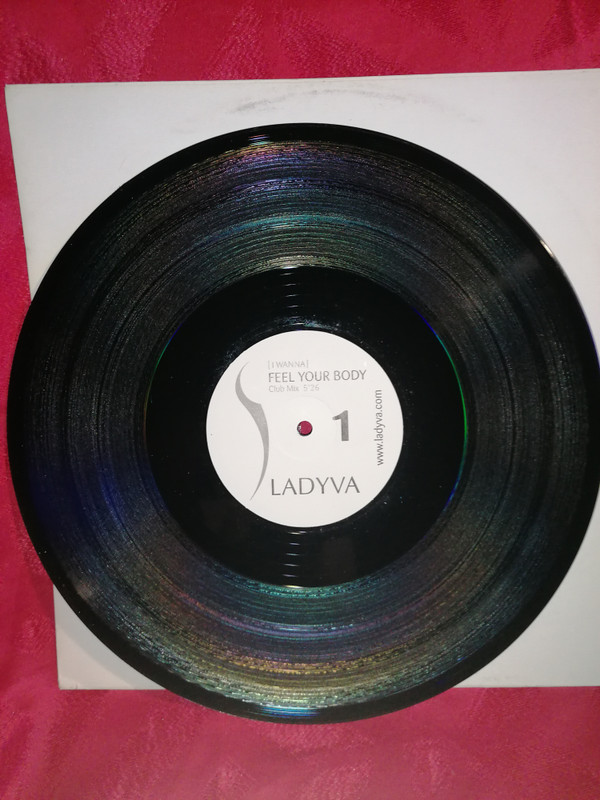 [I WANNA]
FEEL YOUR BODY
Club Mix 5'26
1
www.ladyva.com
LADYVA